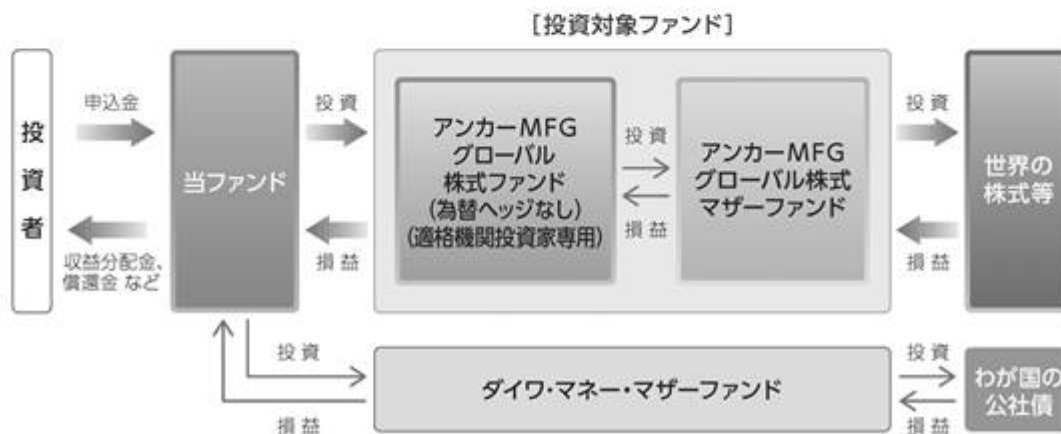 [投資対象ファンド]
投資者
申込金
収益分配金、
償還金 など
当ファンド
投資
損益
アンカーMFG
グローバル
株式ファンド
(為替ヘッジなし)
(適格機関投資家専用)
投資
損益
アンカーMFG
グローバル株式
マザーファンド
投資
損益
世界の
株式等
投資
損益
ダイワ・マネー・マザーファンド
投資
損益
わが国の
公社債